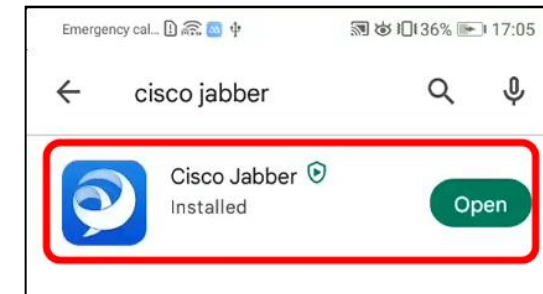 Emergency cal... 36% 17:05
cisco jabber
Cisco Jabber
Installed
Open